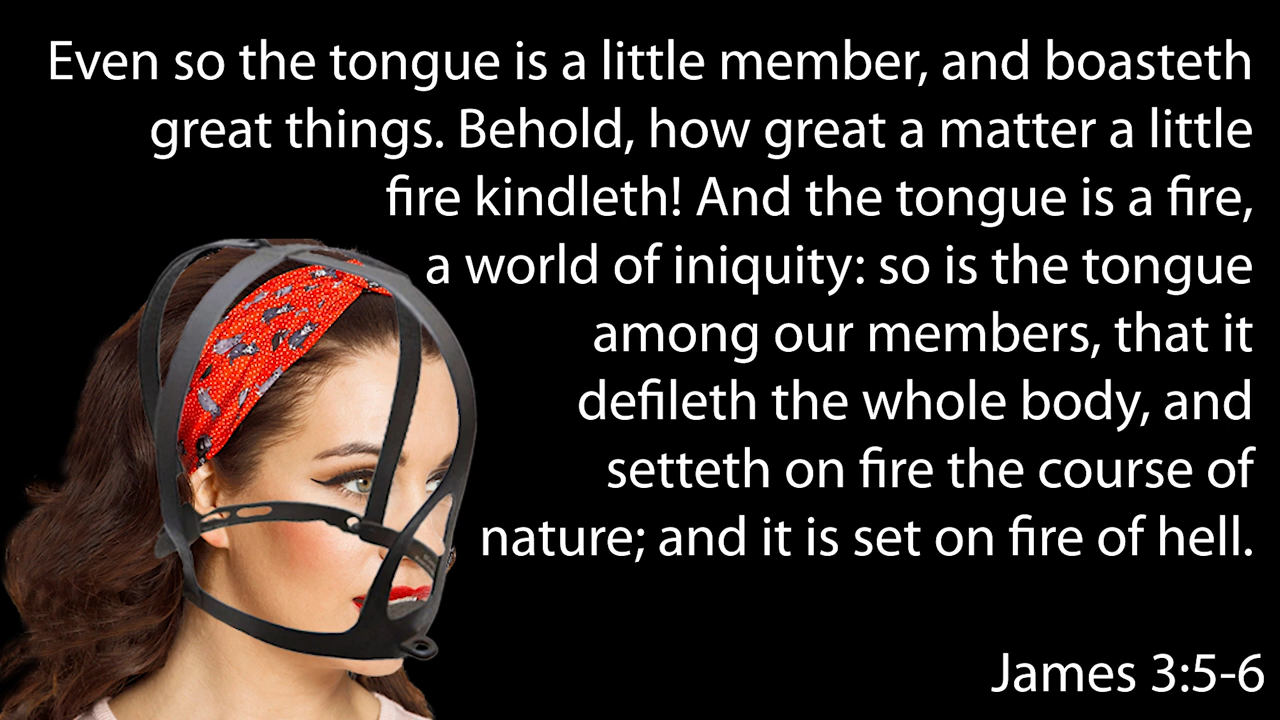 Even so the tongue is a little member, and boasteth
great things. Behold, how great a matter a little
fire kindleth! And the tongue is a fire,
a world of iniquity: so is the tongue
among our members, that it
defileth the whole body, and
setteth on fire the course of
nature; and it is set on fire of hell.
James 3:5-6